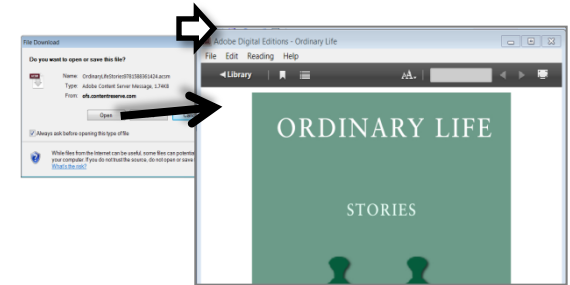 File Download
Do you want to open or save this file?
Name: OrdinaryLifeStories9781588361424.acsm
Type: Adobe Content Server Message, 1.74KB
From: ofs.contentreserve.com
Open
Always ask before opening this type of file
While files from the Internet can be useful, some files can
your computer. If you do not trust the source, do not open or save
What's the risk?
Adobe Digital Editions - Ordinary Life
File Edit Reading Help
Library
A
ORDINARY LIFE
STORIES